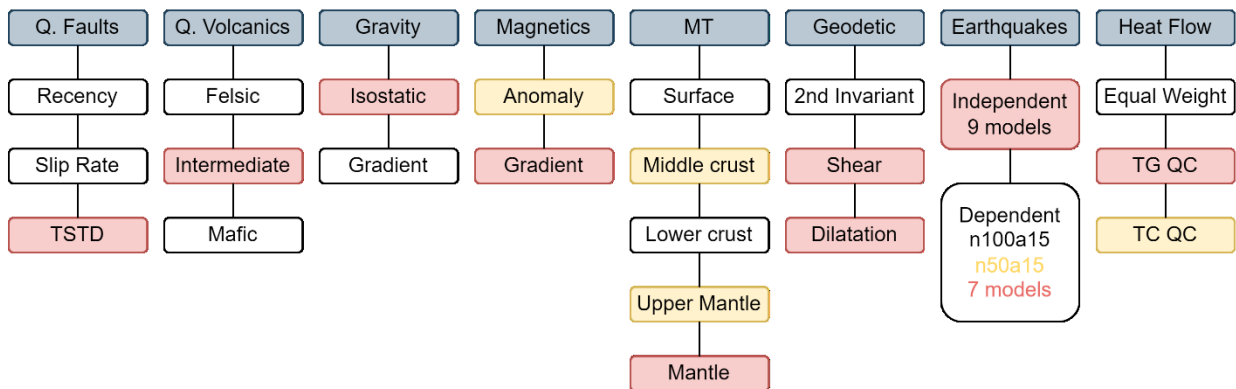 Q. Faults
Q. Volcanics
Gravity
Magnetics
MT
Geodetic
Earthquakes
Heat Flow
Recency
Felsic
Isostatic
Anomaly
Surface
2nd Invariant
Independent
9 models
Equal Weight
Slip Rate
Intermediate
Gradient
Gradient
Middle crust
Shear
TG QC
TSTD
Mafic
Lower crust
Dilatation
Dependent
n100a15
n50a15
7 models
TC QC
Upper Mantle
Mantle